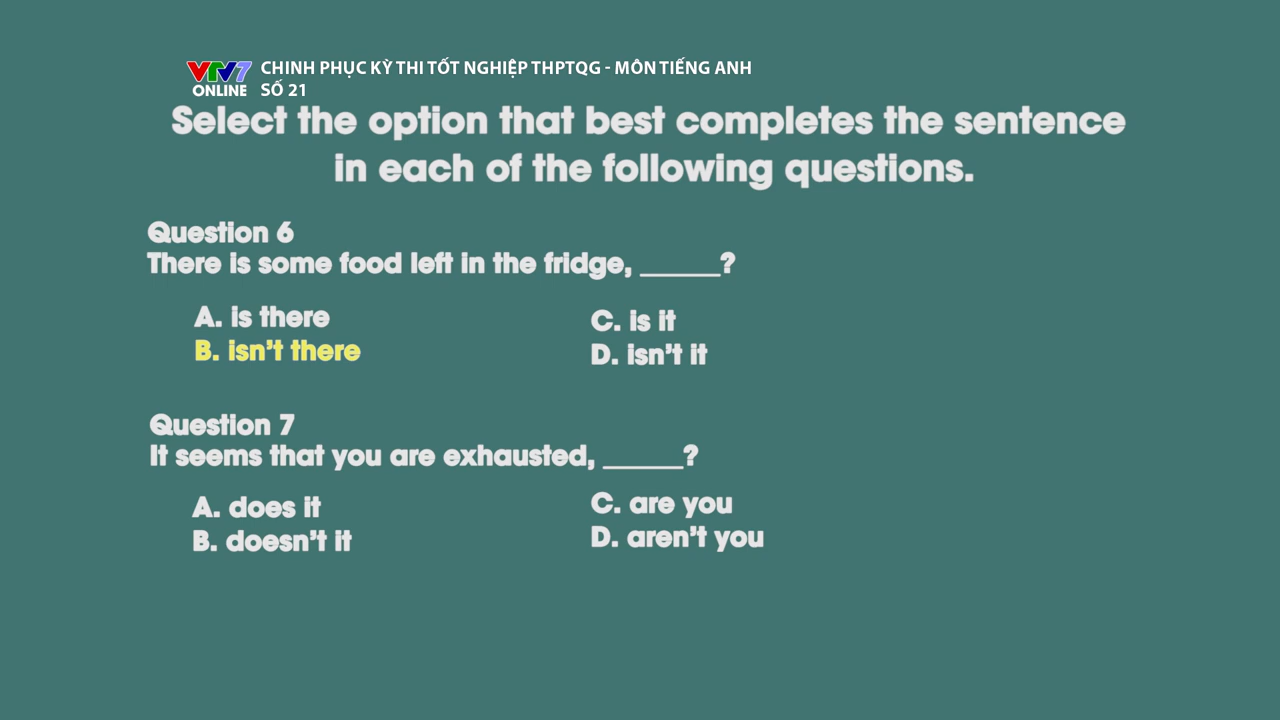 VTV7
ONLINE
CHINH PHỤC KỲ THI TỐT NGHIỆP THPTQG - MÔN TIẾNG ANH
SỐ 21
Select the option that best completes the sentence
in each of the following questions.
Question 6
There is some food left in the fridge, ______?
A. is there
B. isn't there
C. is it
D. isn't it
Question 7
It seems that you are exhausted, ______?
A. does it
B. doesn't it
C. are you
D. aren't you